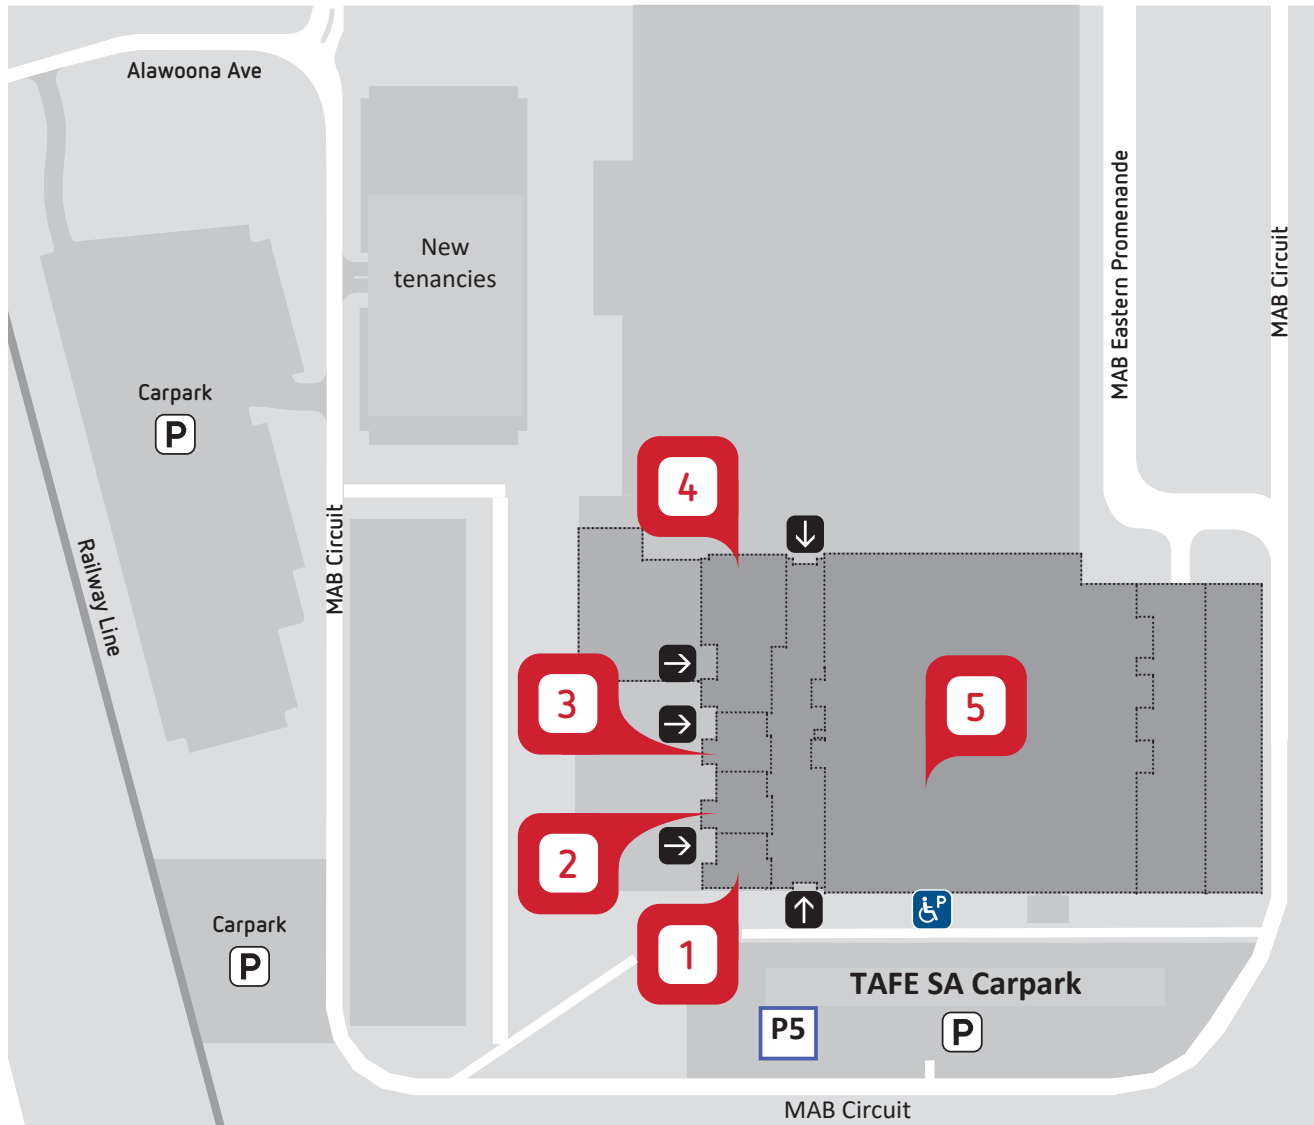 Alawoona Ave
New
tenancies
MAB Eastern Promenande
MAB Circuit
Carpark
P
4
MAB Circuit
Railway Line
3
5
2
P
Carpark
P
1
TAFE SA Carpark
P5
P
MAB Circuit